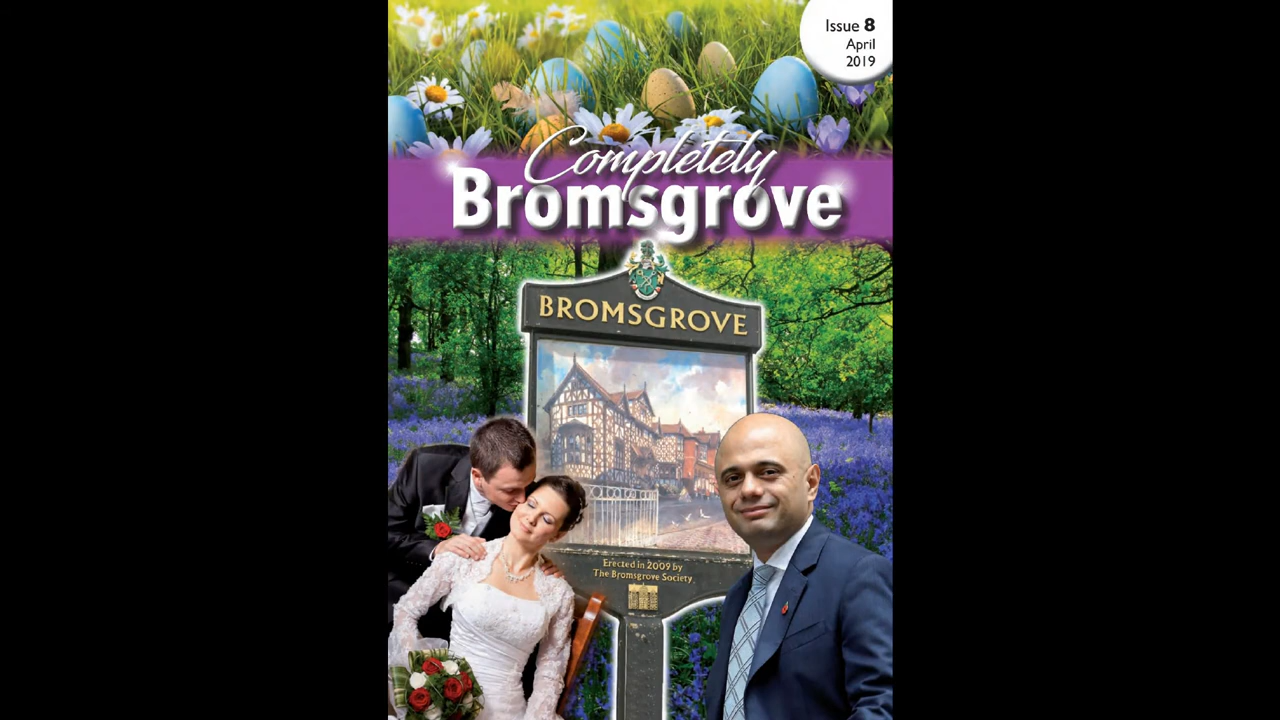 Issue 8
April
2019
Completely
Bromsgrove
BROMSGROVE
Erected in 2009 by
The Bromsgrove Society